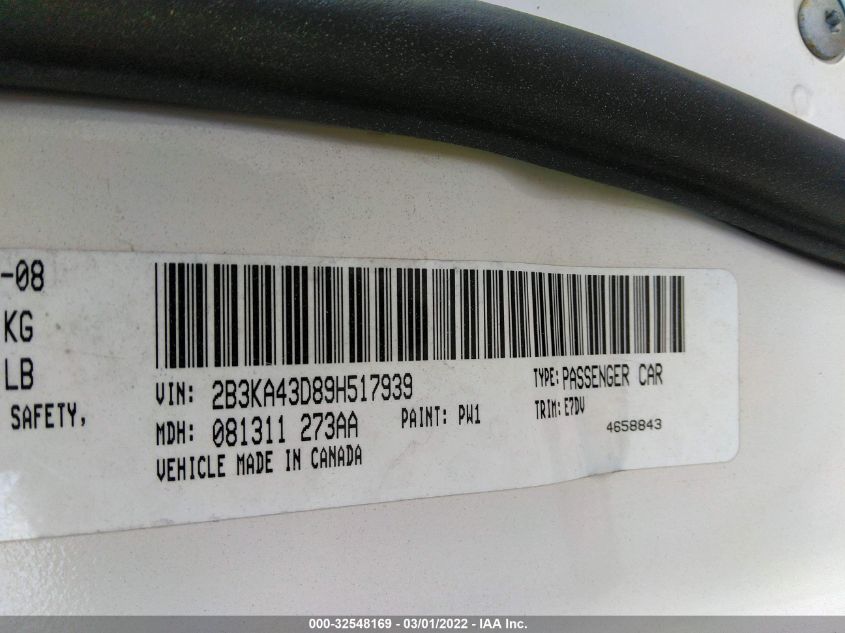 -08
KG
LB
SAFETY,
VIN: 2B3KA43D89H517939
TYPE: PASSENGER CAR
MDH: 081311 273AA
PAINT: PW1
TRIM: E7DV
4658843
VEHICLE MADE IN CANADA
000-32548169 - 03/01/2022 - IAA Inc.